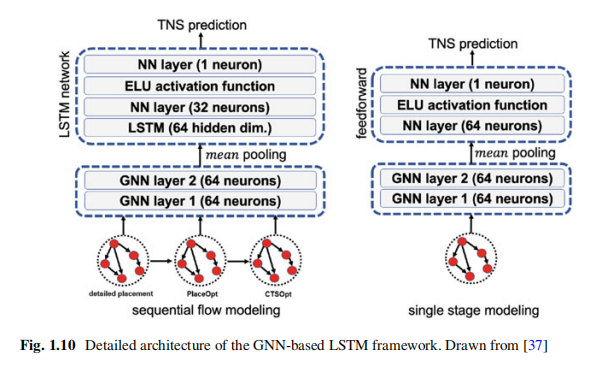 TNS prediction
LSTM network
NN layer (1 neuron)
ELU activation function
NN layer (32 neurons)
LSTM (64 hidden dim.)
mean pooling
GNN layer 2 (64 neurons)
GNN layer 1 (64 neurons)
detailed placement
PlaceOpt
CTSOpt
sequential flow modeling
TNS prediction
feedforward
NN layer (1 neuron)
ELU activation function
NN layer (64 neurons)
mean pooling
GNN layer 2 (64 neurons)
GNN layer 1 (64 neurons)
single stage modeling
Fig. 1.10 Detailed architecture of the GNN-based LSTM framework. Drawn from [37]